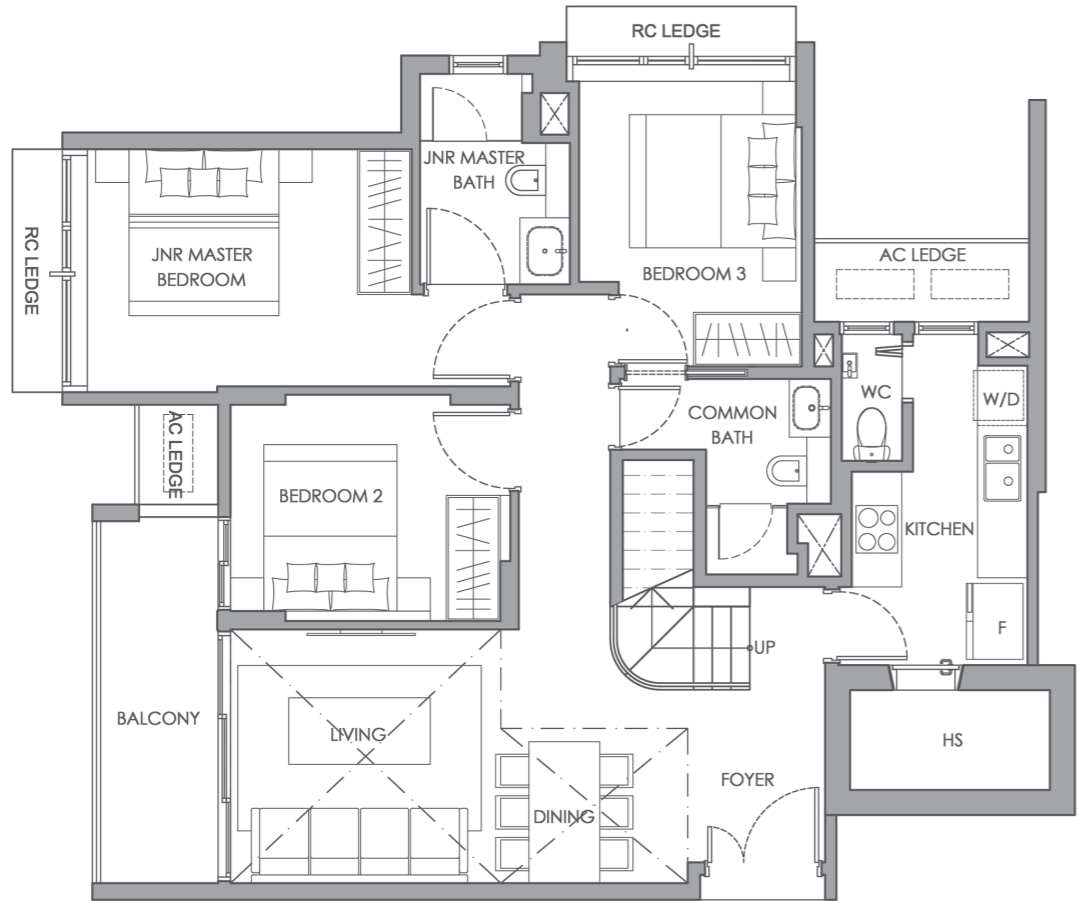 RC LEDGE
JNR MASTER
BATH
RC LEDGE
JNR MASTER
BEDROOM
BEDROOM 3
AC LEDGE
WC
W/D
COMMON
BATH
AC LEDGE
BEDROOM 2
KITCHEN
F
UP
BALCONY
LIVING
HS
FOYER
DINING